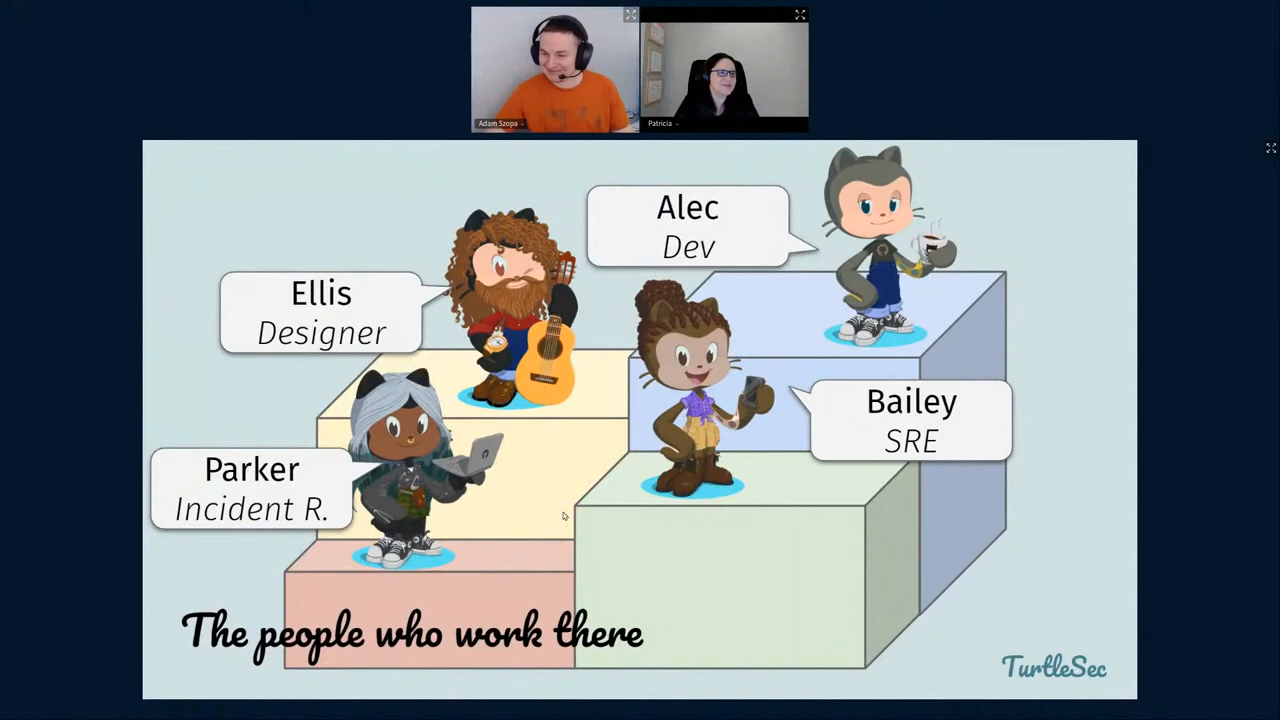 Adam Szopa
Patricia
Alec
Dev
Ellis
Designer
Bailey
SRE
Parker
Incident R.
The people who work there
TurtleSec